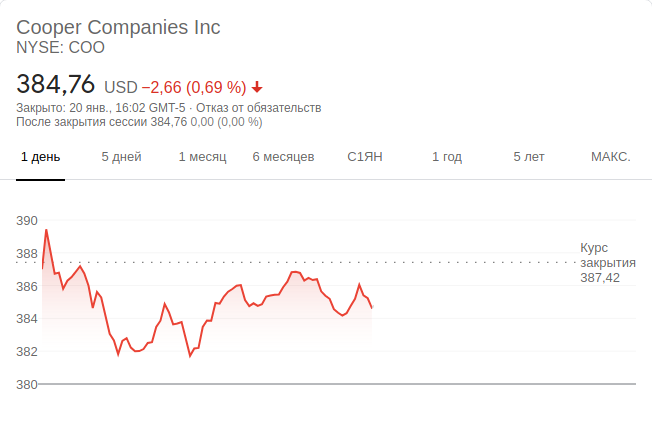 Cooper Companies Inc
NYSE: COO
384,76 USD −2,66 (0,69 %)
Закрыто: 20 янв., 16:02 GMT-5 · Отказ от обязательств
После закрытия сессии 384,76 0,00 (0,00 %)
1 день 5 дней 1 месяц 6 месяцев С1ЯН 1 год 5 лет МАКС.
390
388
386
384
382
380
Курс
закрытия
387,42